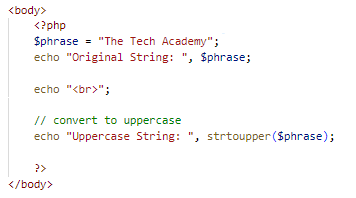 <body>
<?php
$phrase = "The Tech Academy";
echo "Original String: ", $phrase;
echo "<br>";
// convert to uppercase
echo "Uppercase String: ", strtoupper($phrase);
?>
</body>